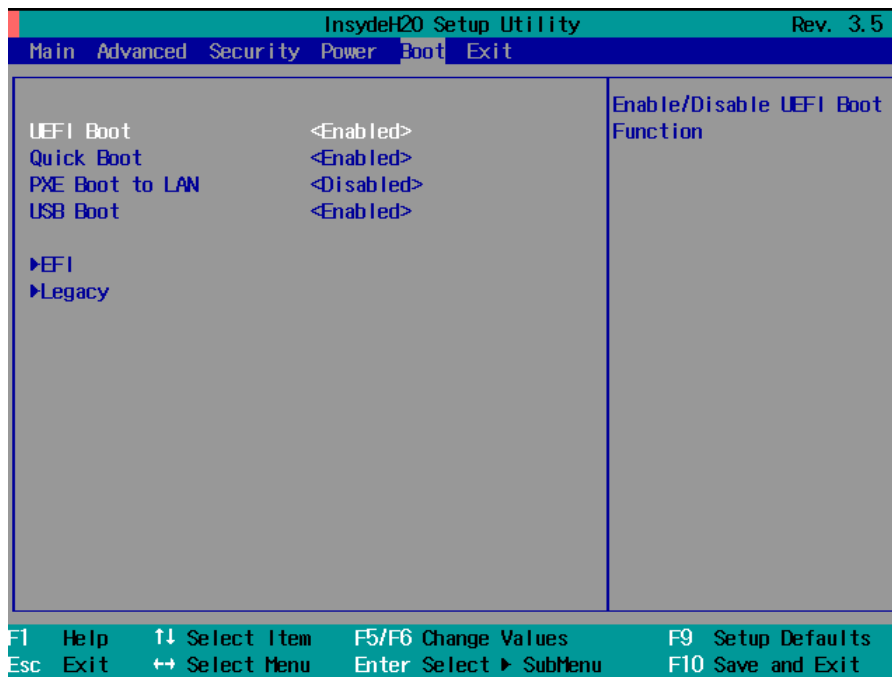 InsydeH20 Setup Utility Rev. 3.5
Main Advanced Security Power Boot Exit
Enable/Disable UEFI Boot
Function
UEFI Boot <Enabled>
Quick Boot <Enabled>
PXE Boot to LAN <Disabled>
USB Boot <Enabled>
▶EFI
▶Legacy
F1 Help ↑↓ Select Item F5/F6 Change Values F9 Setup Defaults
Esc Exit ↔ Select Menu Enter Select ▶ SubMenu F10 Save and Exit